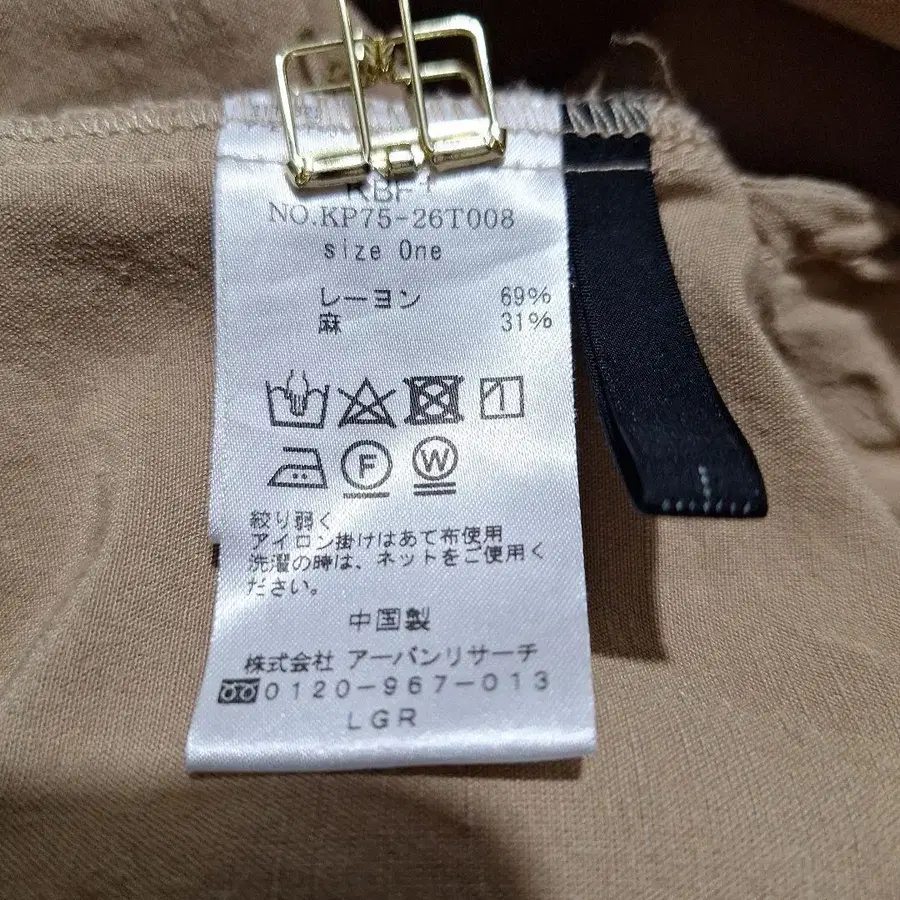 KBF+
NO.KP75-26T008
size One
レーヨン 69%
麻 31%
F W
絞り弱く
アイロン掛けはあて布使用
洗濯の時は、ネットをご使用く
ださい。
中国製
株式会社 アーバンリサーチ
0120-967-013
LGR